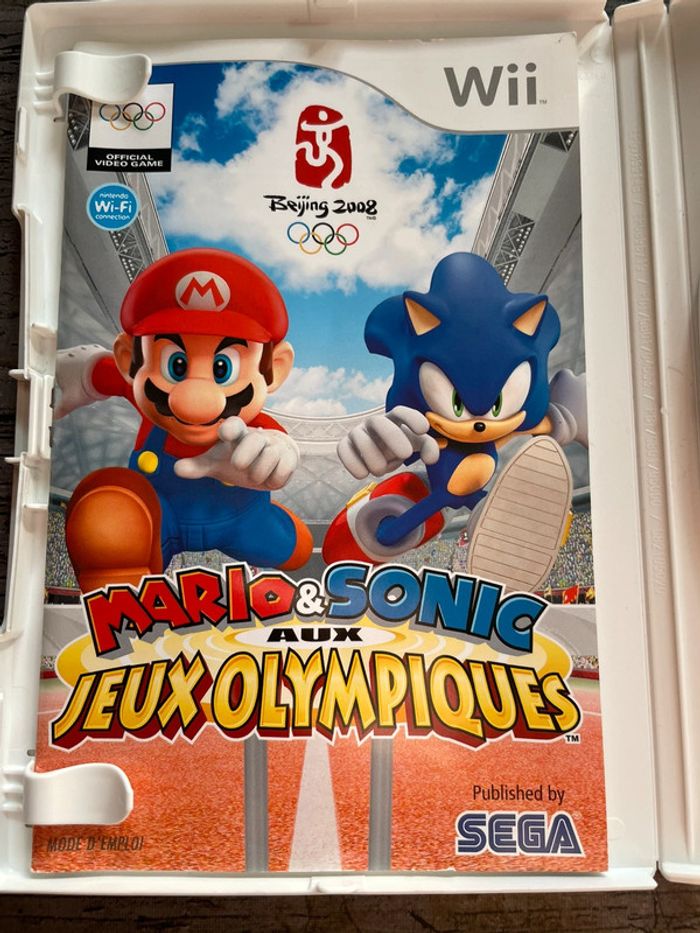 Wii
TM
OFFICIAL
VIDEO GAME
Nintendo
Wi-Fi
connection
Beijing 2008
M
MARIO & SONIC
AUX
JEUX OLYMPIQUES
TM
Published by
SEGA
MODE D'EMPLOI